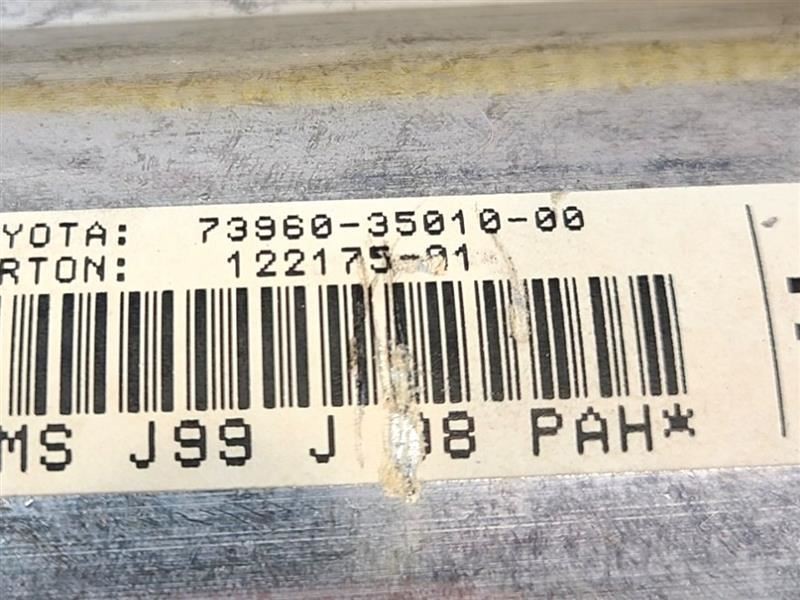 YOTA: 73960-35010-00
RTON: 122175-01
MS J99 J 08 PAH*